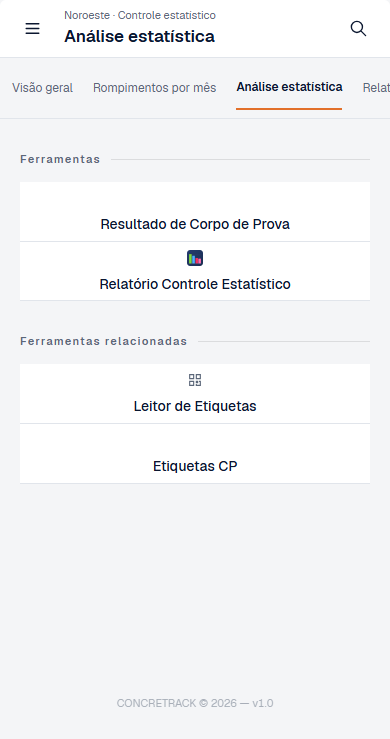 Noroeste · Controle estatístico
Análise estatística
Visão geral
Rompimentos por mês
Análise estatística
Relat
Ferramentas
Resultado de Corpo de Prova
Relatório Controle Estatístico
Ferramentas relacionadas
Leitor de Etiquetas
Etiquetas CP
CONCRETRACK © 2026 — v1.0